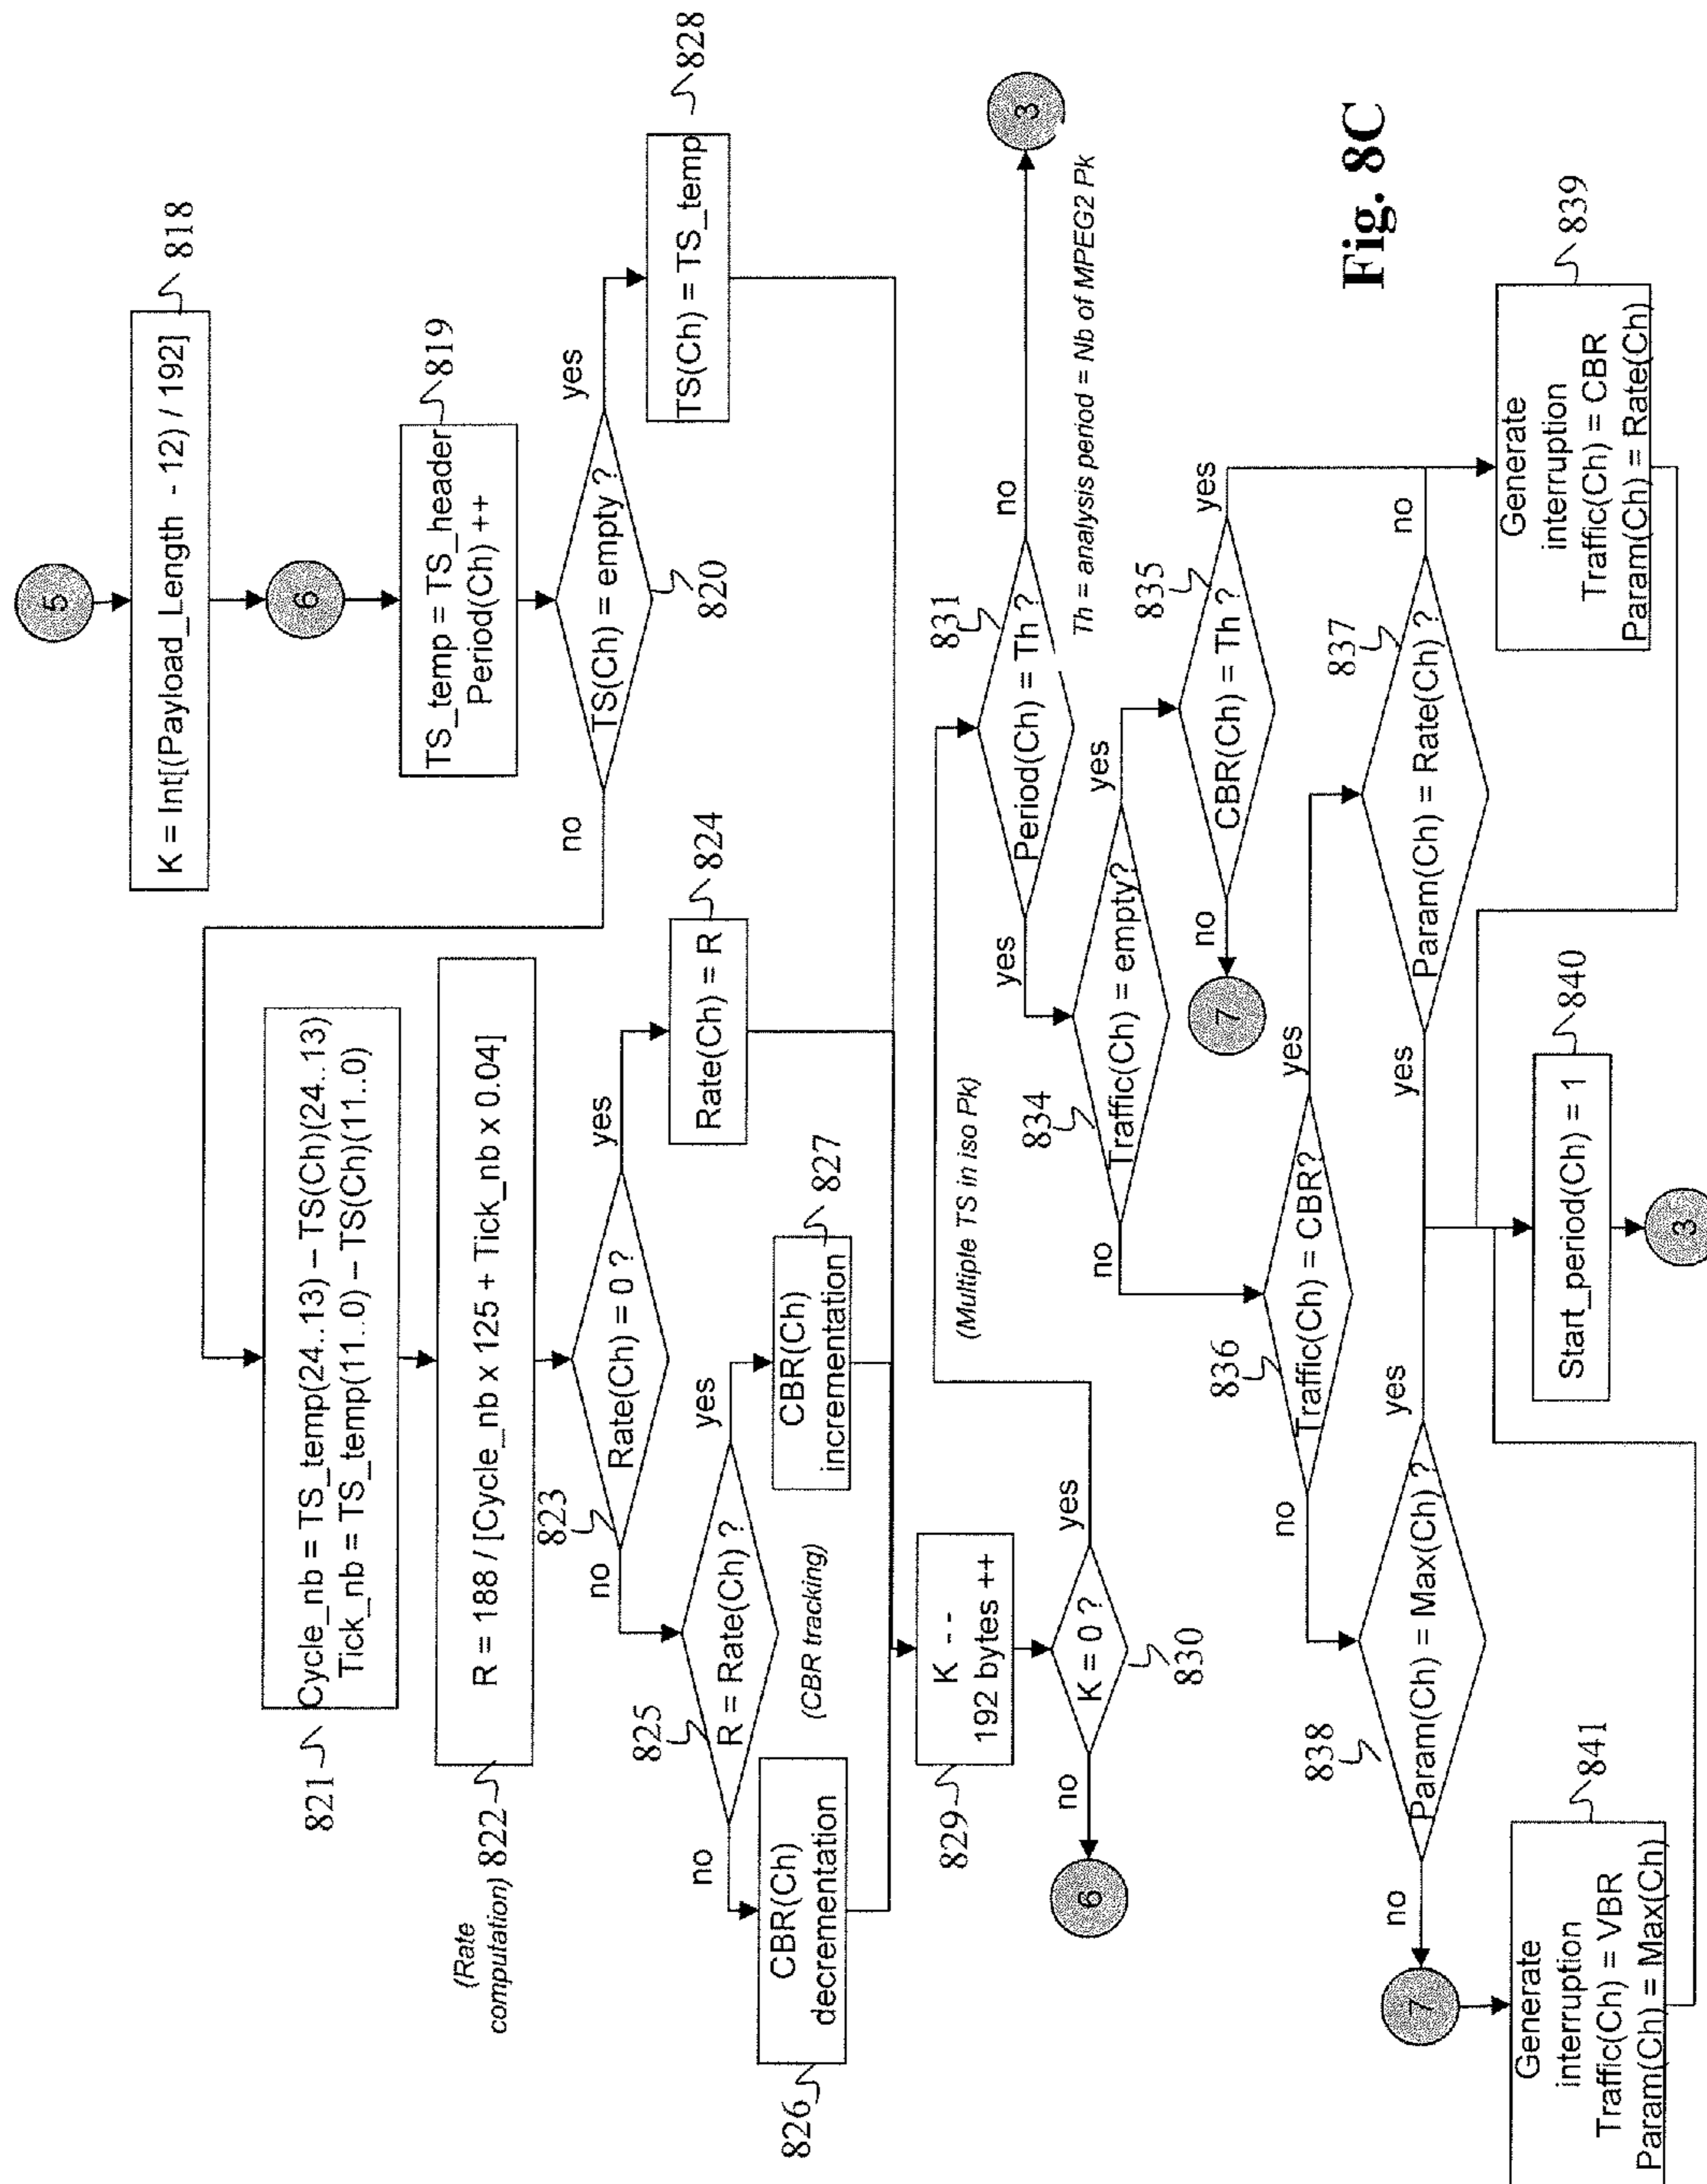 5
K = Int[(Payload_Length - 12) / 192]
818
6
TS_temp = TS_header
Period(Ch) ++
819
TS(Ch) = empty ?
820
yes
no
TS(Ch) = TS_temp
828
821
Cycle_nb = TS_temp(24..13) – TS(Ch)(24..13)
Tick_nb = TS_temp(11..0) – TS(Ch)(11..0)
(Rate
computation)
822
R = 188 / [Cycle_nb x 125 + Tick_nb x 0.04]
Rate(Ch) = 0 ?
823
yes
no
Rate(Ch) = R
824
R = Rate(Ch) ?
825
yes
no
(CBR tracking)
CBR(Ch)
decrementation
826
CBR(Ch)
incrementation
827
K - -
192 bytes ++
829
K = 0 ?
830
no
yes
6
(Multiple TS in iso Pk)
831
Period(Ch) = Th ?
no
yes
3
Th = analysis period = Nb of MPEG2 Pk
834
Traffic(Ch) = empty?
yes
no
835
CBR(Ch) = Th ?
yes
no
7
836
Traffic(Ch) = CBR?
yes
no
837
Param(Ch) = Rate(Ch) ?
no
yes
838
Param(Ch) = Max(Ch) ?
yes
no
7
Generate
interruption
Traffic(Ch) = CBR
Param(Ch) = Rate(Ch)
839
Start_period(Ch) = 1
840
3
Generate
interruption
Traffic(Ch) = VBR
Param(Ch) = Max(Ch)
841
Fig. 8C